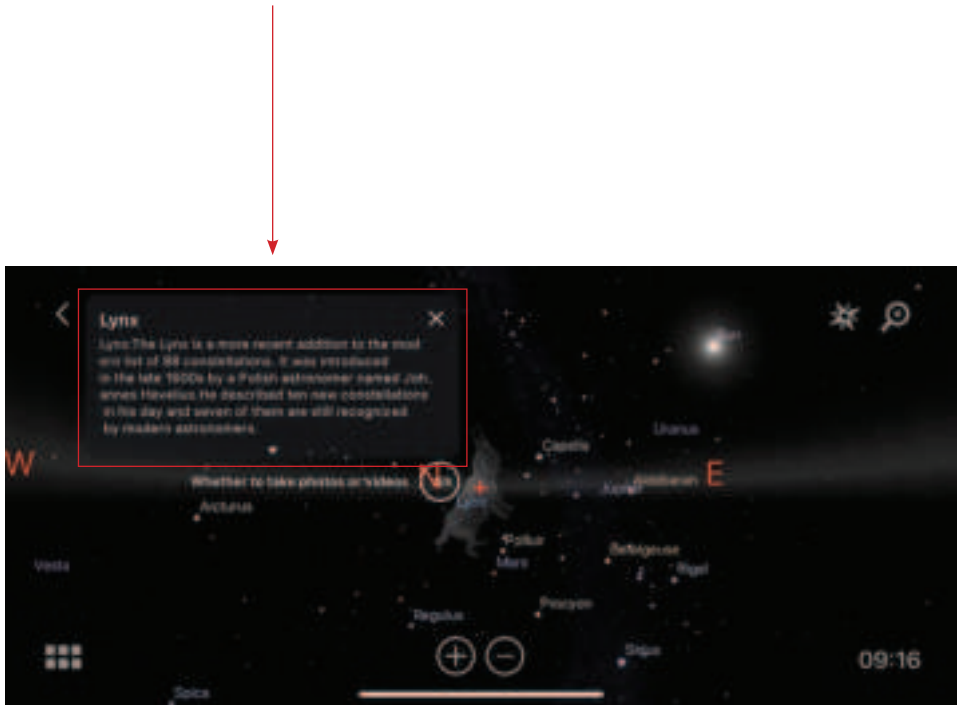 Lynx
Lynx:The Lynx is a more recent addition to the mod
ern list of 88 constellations. It was introduced
in the late 1600s by a Polish astronomer named Joh.
annes Hevelius He described ten new constellations
in his day and seven of them are still recognized
by modern astronomers.
W
N
E
Whether to take photos or videos
Capella
Uranus
Aldebaran
Lynx
Arcturus
Pollux
Mars
Betelgeuse
Rigel
Vesta
Procyon
Regulus
Sirius
09:16
Spica